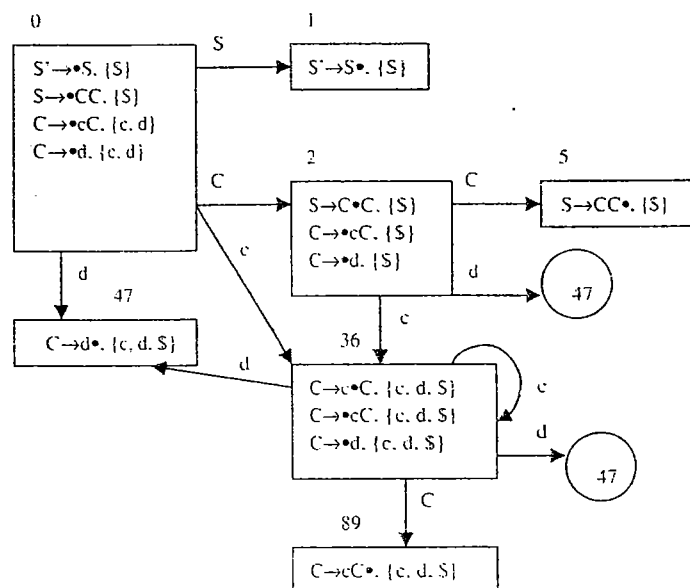 0
S'→•S. {S}
S→•CC. {S}
C→•cC. {c. d}
C→•d. {c. d}
S
1
S'→S•. {S}
C
2
S→C•C. {S}
C→•cC. {S}
C→•d. {S}
C
5
S→CC•. {S}
d
47
c
d
47
C→d•. {c, d. $}
c
d
36
C→c•C. {c. d. $}
C→•cC. {c. d. $}
C→•d. {c. d. $}
c
d
47
C
89
C→cC•. {c. d. $}